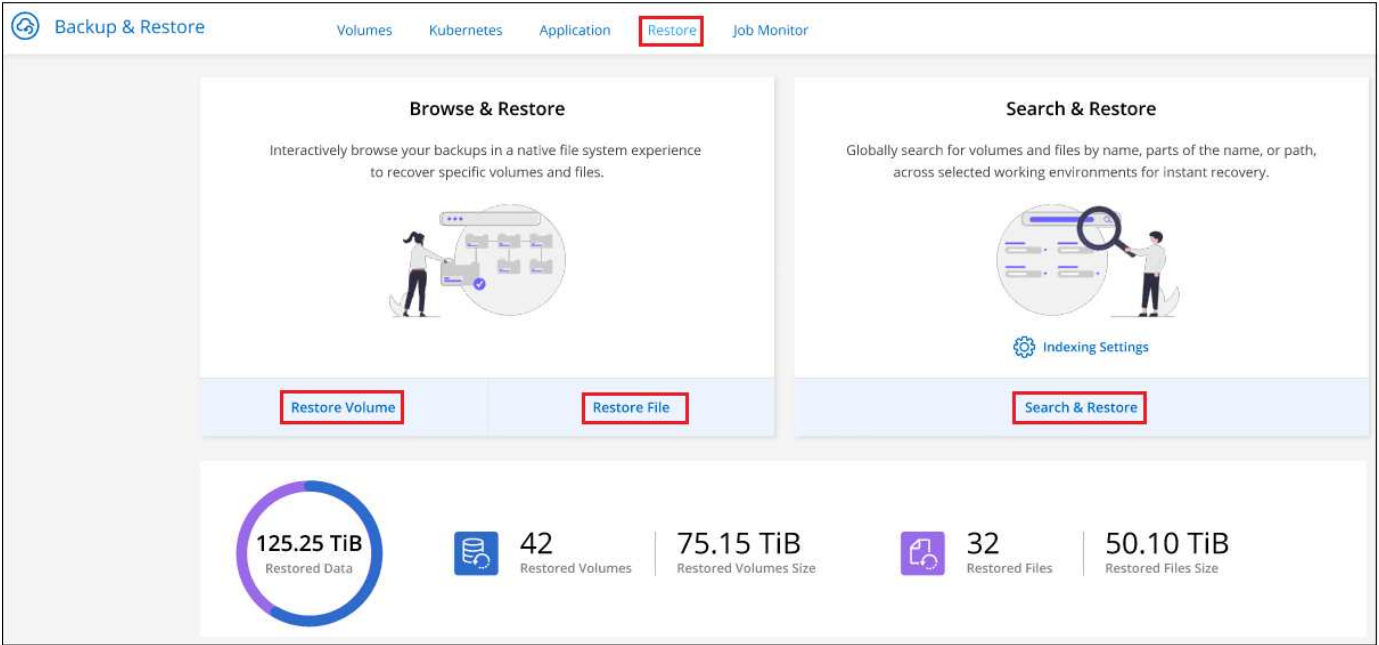 Backup & Restore
Volumes
Kubernetes
Application
Restore
Job Monitor
Browse & Restore
Interactively browse your backups in a native file system experience
to recover specific volumes and files.
Restore Volume
Restore File
Search & Restore
Globally search for volumes and files by name, parts of the name, or path,
across selected working environments for instant recovery.
Indexing Settings
Search & Restore
125.25 TiB
Restored Data
42
Restored Volumes
75.15 TiB
Restored Volumes Size
32
Restored Files
50.10 TiB
Restored Files Size